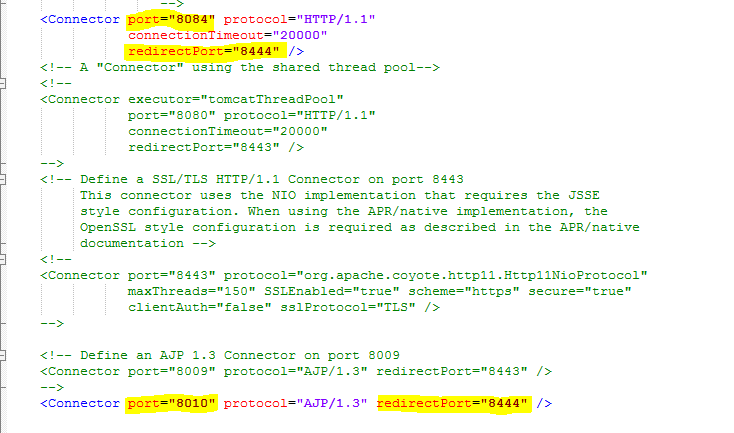 -->
<Connector port="8084" protocol="HTTP/1.1"
connectionTimeout="20000"
redirectPort="8444" />
<!-- A "Connector" using the shared thread pool-->
<!--
<Connector executor="tomcatThreadPool"
port="8080" protocol="HTTP/1.1"
connectionTimeout="20000"
redirectPort="8443" />
-->
<!-- Define a SSL/TLS HTTP/1.1 Connector on port 8443
This connector uses the NIO implementation that requires the JSSE
style configuration. When using the APR/native implementation, the
OpenSSL style configuration is required as described in the APR/native
documentation -->
<!--
<Connector port="8443" protocol="org.apache.coyote.http11.Http11NioProtocol"
maxThreads="150" SSLEnabled="true" scheme="https" secure="true"
clientAuth="false" sslProtocol="TLS" />
-->
<!-- Define an AJP 1.3 Connector on port 8009
<Connector port="8009" protocol="AJP/1.3" redirectPort="8443" />
-->
<Connector port="8010" protocol="AJP/1.3" redirectPort="8444" />